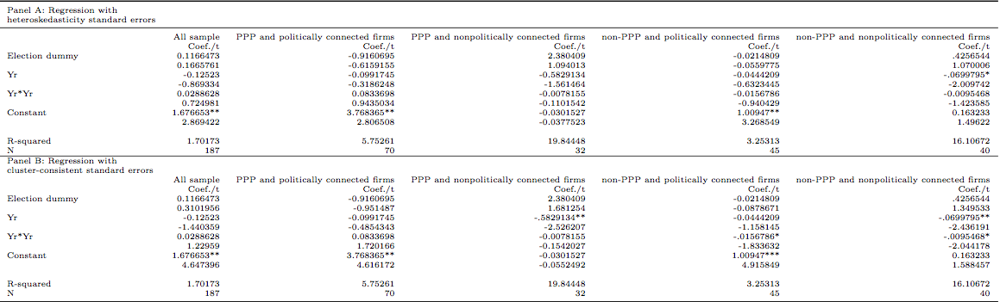 Panel A: Regression with
heteroskedasticity standard errors
All sample PPP and politically connected firms PPP and nonpolitically connected firms non-PPP and politically connected firms non-PPP and nonpolitically connected firms
Coef./t Coef./t Coef./t Coef./t Coef./t
Election dummy 0.1166473 -0.9160695 2.380409 -0.0214809 .4256544
0.1665761 -0.6159155 1.094013 -0.0559775 1.070006
Yr -0.12523 -0.0991745 -0.5829134 -0.0444209 -.0699795*
-0.869334 -0.3186248 -1.561464 -0.6323445 -2.009742
Yr*Yr 0.0288628 0.0833698 -0.0078155 -0.0156786 -0.0095468
0.724981 0.9435034 -0.1101542 -0.940429 -1.423585
Constant 1.676653** 3.768365** -0.0301527 1.00947** 0.163233
2.869422 2.806508 -0.0377523 3.268549 1.49622
R-squared 1.70173 5.75261 19.84448 3.25313 16.10672
N 187 70 32 45 40
Panel B: Regression with
cluster-consistent standard errors
All sample PPP and politically connected firms PPP and nonpolitically connected firms non-PPP and politically connected firms non-PPP and nonpolitically connected firms
Coef./t Coef./t Coef./t Coef./t Coef./t
Election dummy 0.1166473 -0.9160695 2.380409 -0.0214809 .4256544
0.3101956 -0.951487 1.681254 -0.0878671 1.349533
Yr -0.12523 -0.0991745 -.5829134** -0.0444209 -.0699795**
-1.440359 -0.4854343 -2.526207 -1.158145 -2.436191
Yr*Yr 0.0288628 0.0833698 -0.0078155 -.0156786* -.0095468*
1.22959 1.720166 -0.1542027 -1.833632 -2.044178
Constant 1.676653** 3.768365** -0.0301527 1.00947*** 0.163233
4.647396 4.616172 -0.0552492 4.915849 1.588457
R-squared 1.70173 5.75261 19.84448 3.25313 16.10672
N 187 70 32 45 40